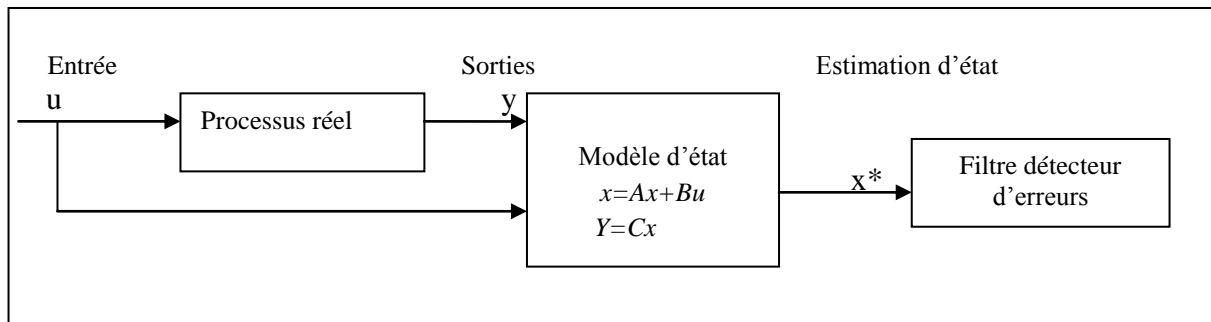 Entrée
u
Processus réel
Sorties
y
Modèle d'état
x=Ax+Bu
Y=Cx
Estimation d'état
x*
Filtre détecteur
d'erreurs